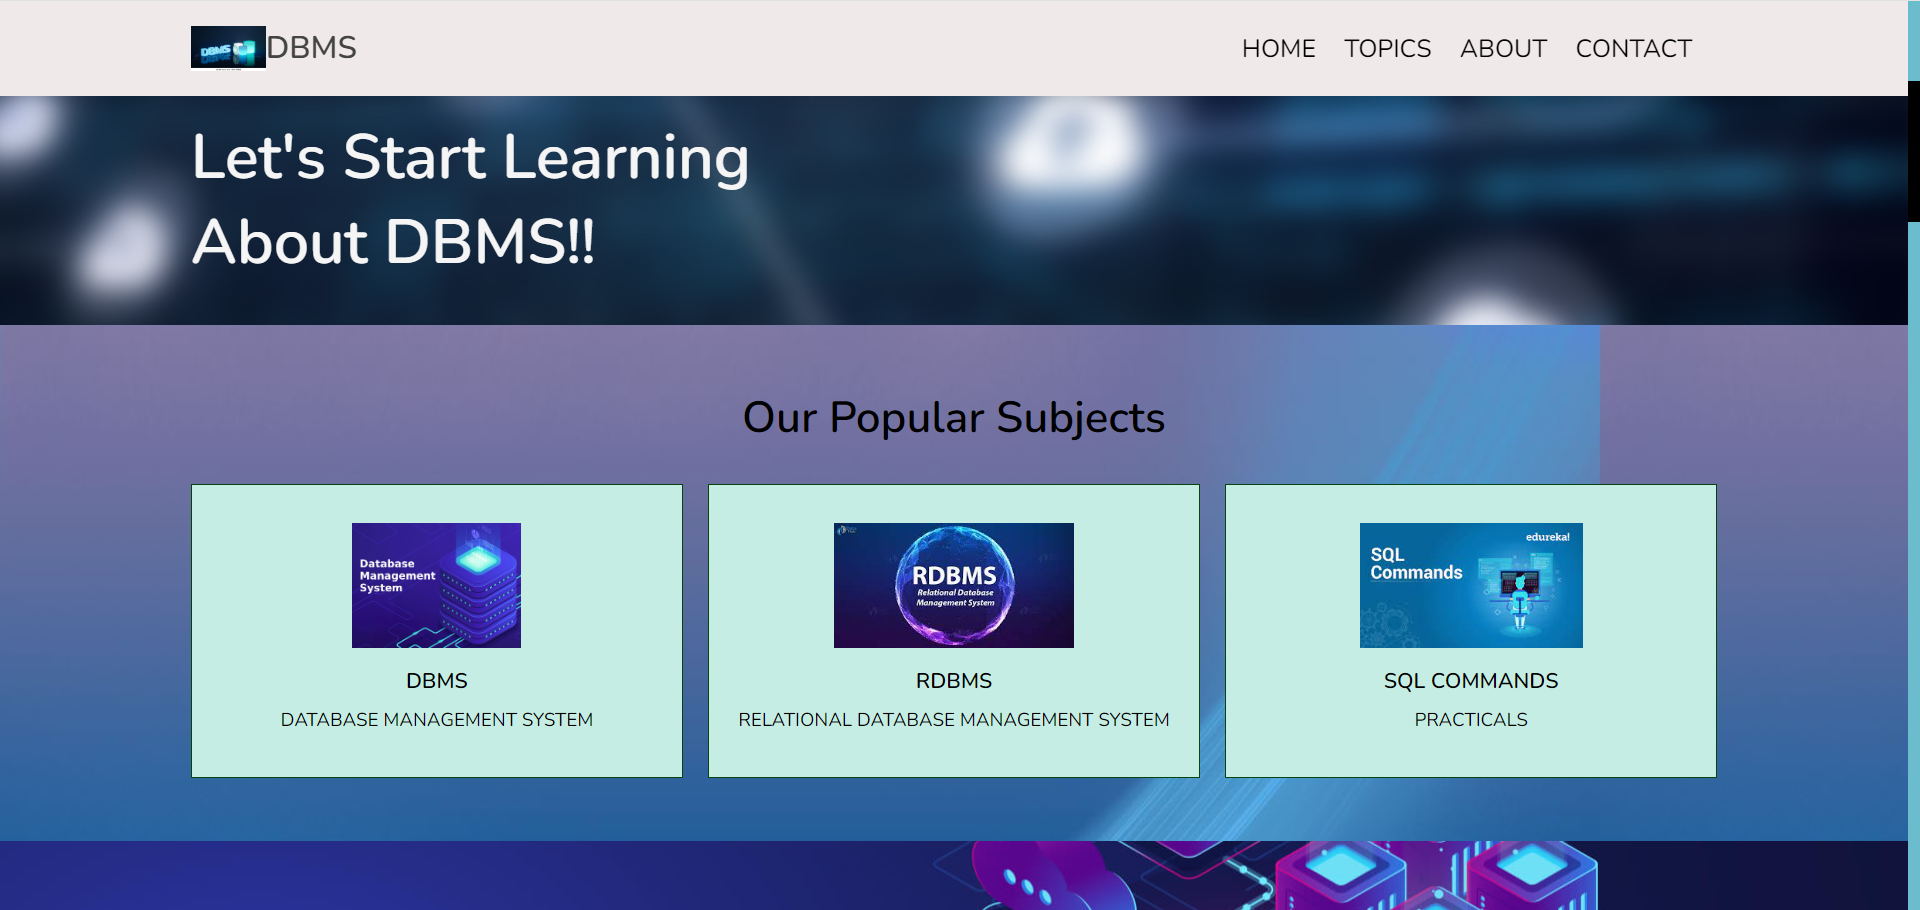 DBMS
DBMS
HOME TOPICS ABOUT CONTACT
Let's Start Learning
About DBMS!!
Our Popular Subjects
Database
Management
System
DBMS
DATABASE MANAGEMENT SYSTEM
RDBMS
Relational Database
Management System
RDBMS
RELATIONAL DATABASE MANAGEMENT SYSTEM
edureka!
SQL
Commands
SQL COMMANDS
PRACTICALS